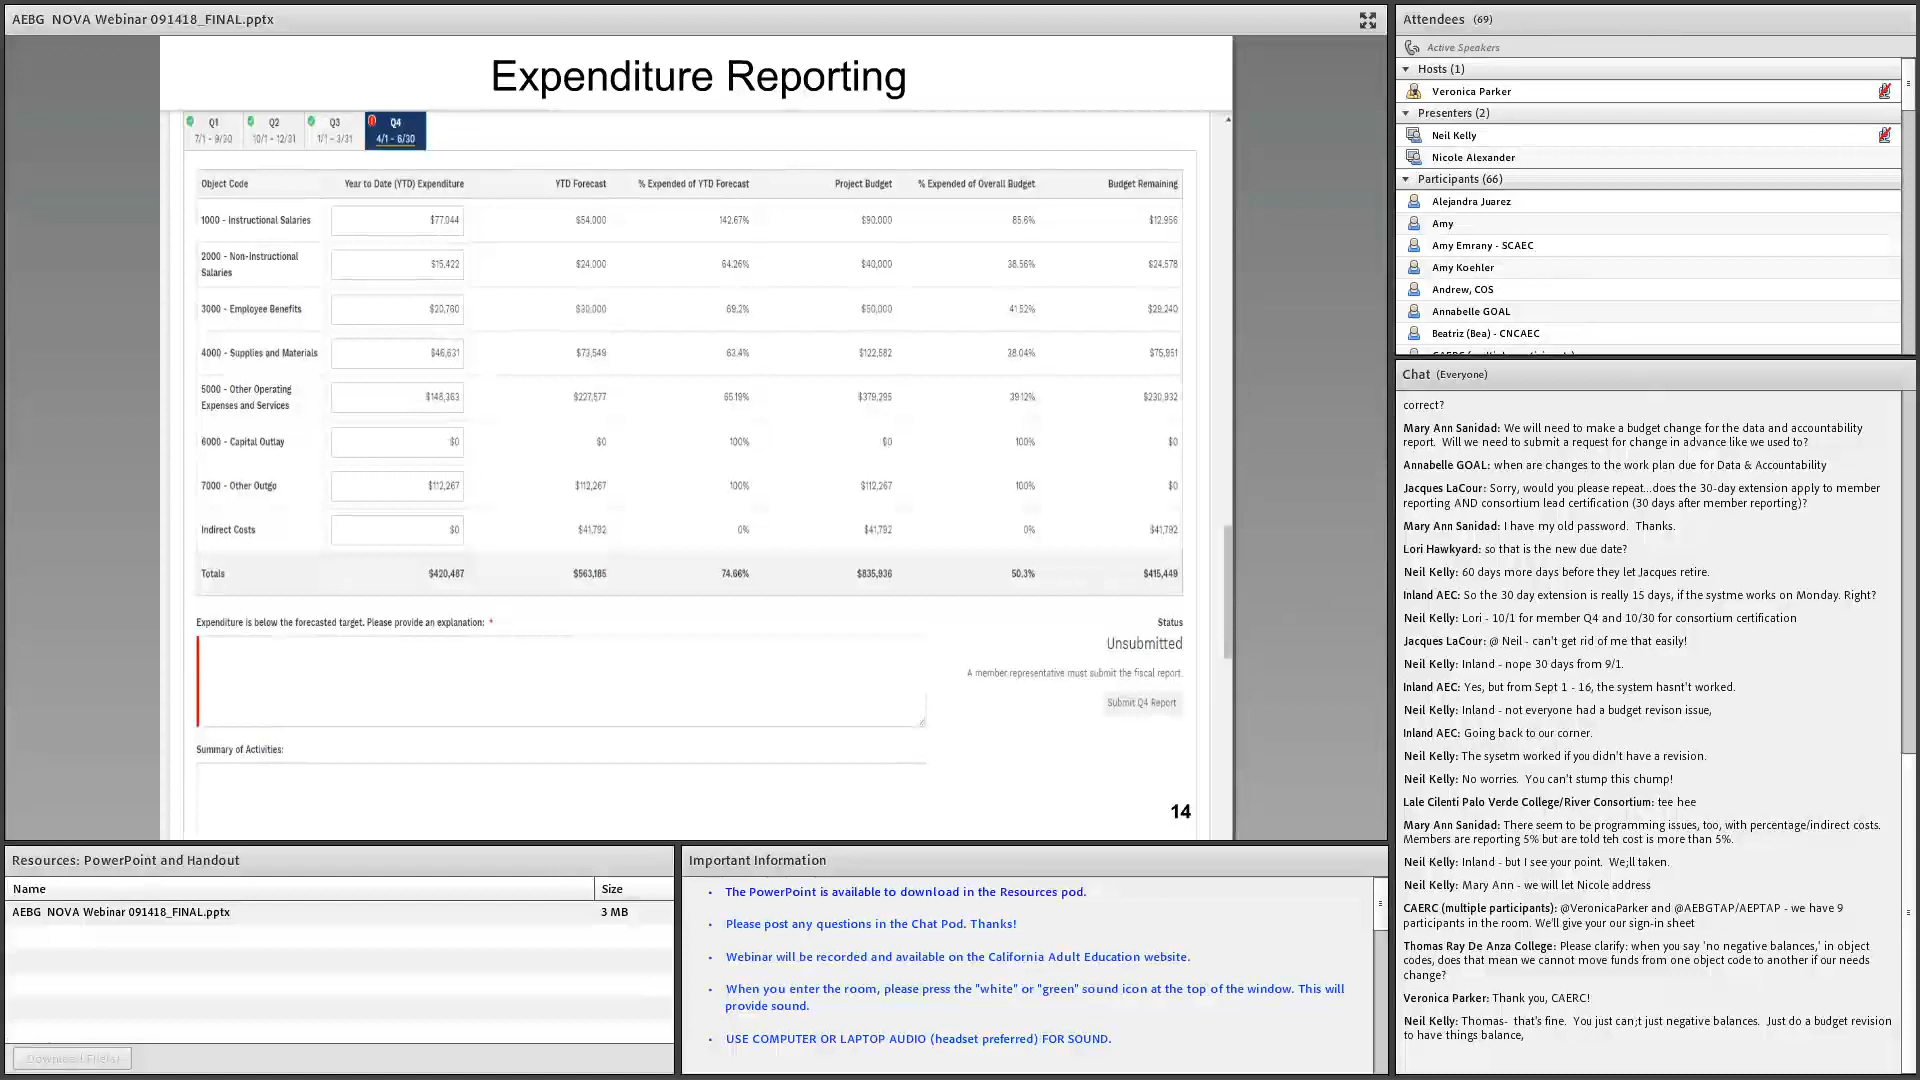 AEBG NOVA Webinar 091418_FINAL.pptx
Expenditure Reporting
Q1 Q2 Q3 Q4
7/1 - 9/30 10/1 - 12/31 1/1 - 3/31 4/1 - 6/30
Object Code Year to Date (YTD) Expenditure YTD Forecast % Expended of YTD Forecast Project Budget % Expended of Overall Budget Budget Remaining
1000 - Instructional Salaries $77,044 $54,000 142.67% $90,000 85.6% $12,956
2000 - Non-Instructional
Salaries $15,422 $24,000 64.26% $40,000 38.56% $24,578
3000 - Employee Benefits $20,760 $30,000 69.2% $50,000 41.52% $29,240
4000 - Supplies and Materials $46,631 $73,549 63.4% $122,582 38.04% $75,951
5000 - Other Operating
Expenses and Services $148,363 $227,577 65.19% $379,295 39.12% $230,932
6000 - Capital Outlay $0 $0 100% $0 100% $0
7000 - Other Outgo $112,267 $112,267 100% $112,267 100% $0
Indirect Costs $0 $41,792 0% $41,792 0% $41,792
Totals $420,487 $563,185 74.66% $835,936 50.3% $415,449
Expenditure is below the forecasted target. Please provide an explanation: *
Status
Unsubmitted
A member representative must submit the fiscal report.
Submit Q4 Report
Summary of Activities:
14
Resources: PowerPoint and Handout
Name Size
AEBG NOVA Webinar 091418_FINAL.pptx 3 MB
Download File(s)
Important Information
The PowerPoint is available to download in the Resources pod.
Please post any questions in the Chat Pod. Thanks!
Webinar will be recorded and available on the California Adult Education website.
When you enter the room, please press the "white" or "green" sound icon at the top of the window. This will
provide sound.
USE COMPUTER OR LAPTOP AUDIO (headset preferred) FOR SOUND.
Attendees (69)
Active Speakers
Hosts (1)
Veronica Parker
Presenters (2)
Neil Kelly
Nicole Alexander
Participants (66)
Alejandra Juarez
Amy
Amy Emrany - SCAEC
Amy Koehler
Andrew, COS
Annabelle GOAL
Beatriz (Bea) - CNCAEC
Chat (Everyone)
correct?
Mary Ann Sanidad: We will need to make a budget change for the data and accountability
report. Will we need to submit a request for change in advance like we used to?
Annabelle GOAL: when are changes to the work plan due for Data & Accountability
Jacques LaCour: Sorry, would you please repeat...does the 30-day extension apply to member
reporting AND consortium lead certification (30 days after member reporting)?
Mary Ann Sanidad: I have my old password. Thanks.
Lori Hawkyard: so that is the new due date?
Neil Kelly: 60 days more days before they let Jacques retire.
Inland AEC: So the 30 day extension is really 15 days, if the systme works on Monday. Right?
Neil Kelly: Lori - 10/1 for member Q4 and 10/30 for consortium certification
Jacques LaCour: @ Neil - can't get rid of me that easily!
Neil Kelly: Inland - nope 30 days from 9/1.
Inland AEC: Yes, but from Sept 1 - 16, the system hasnt't worked.
Neil Kelly: Inland - not everyone had a budget revison issue,
Inland AEC: Going back to our corner.
Neil Kelly: The sysetm worked if you didn't have a revision.
Neil Kelly: No worries. You can't stump this chump!
Lale Cilenti Palo Verde College/River Consortium: tee hee
Mary Ann Sanidad: There seem to be programming issues, too, with percentage/indirect costs.
Members are reporting 5% but are told teh cost is more than 5%.
Neil Kelly: Inland - but I see your point. We;ll taken.
Neil Kelly: Mary Ann - we will let Nicole address
CAERC (multiple participants): @VeronicaParker and @AEBGTAP/AEPTAP - we have 9
participants in the room. We'll give your our sign-in sheet
Thomas Ray De Anza College: Please clarify: when you say 'no negative balances,' in object
codes, does that mean we cannot move funds from one object code to another if our needs
change?
Veronica Parker: Thank you, CAERC!
Neil Kelly: Thomas- that's fine. You just can;t just negative balances. Just do a budget revision
to have things balance,